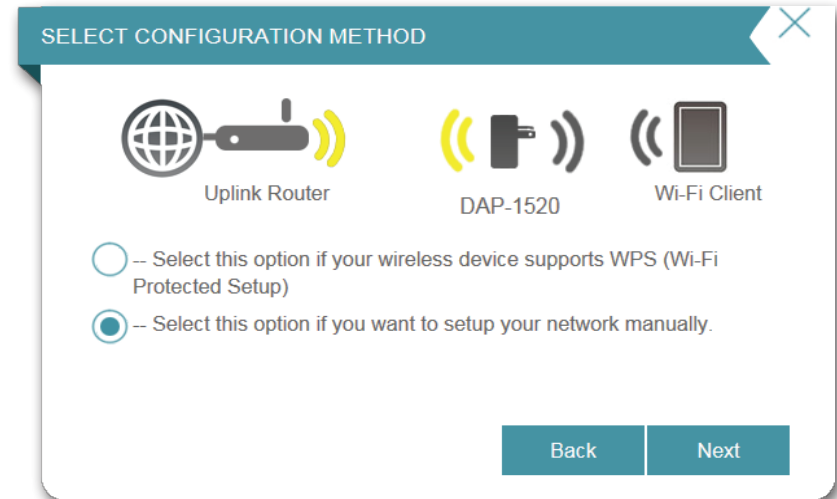 SELECT CONFIGURATION METHOD
Uplink Router
DAP-1520
Wi-Fi Client
-- Select this option if your wireless device supports WPS (Wi-Fi
Protected Setup)
-- Select this option if you want to setup your network manually.
Back
Next